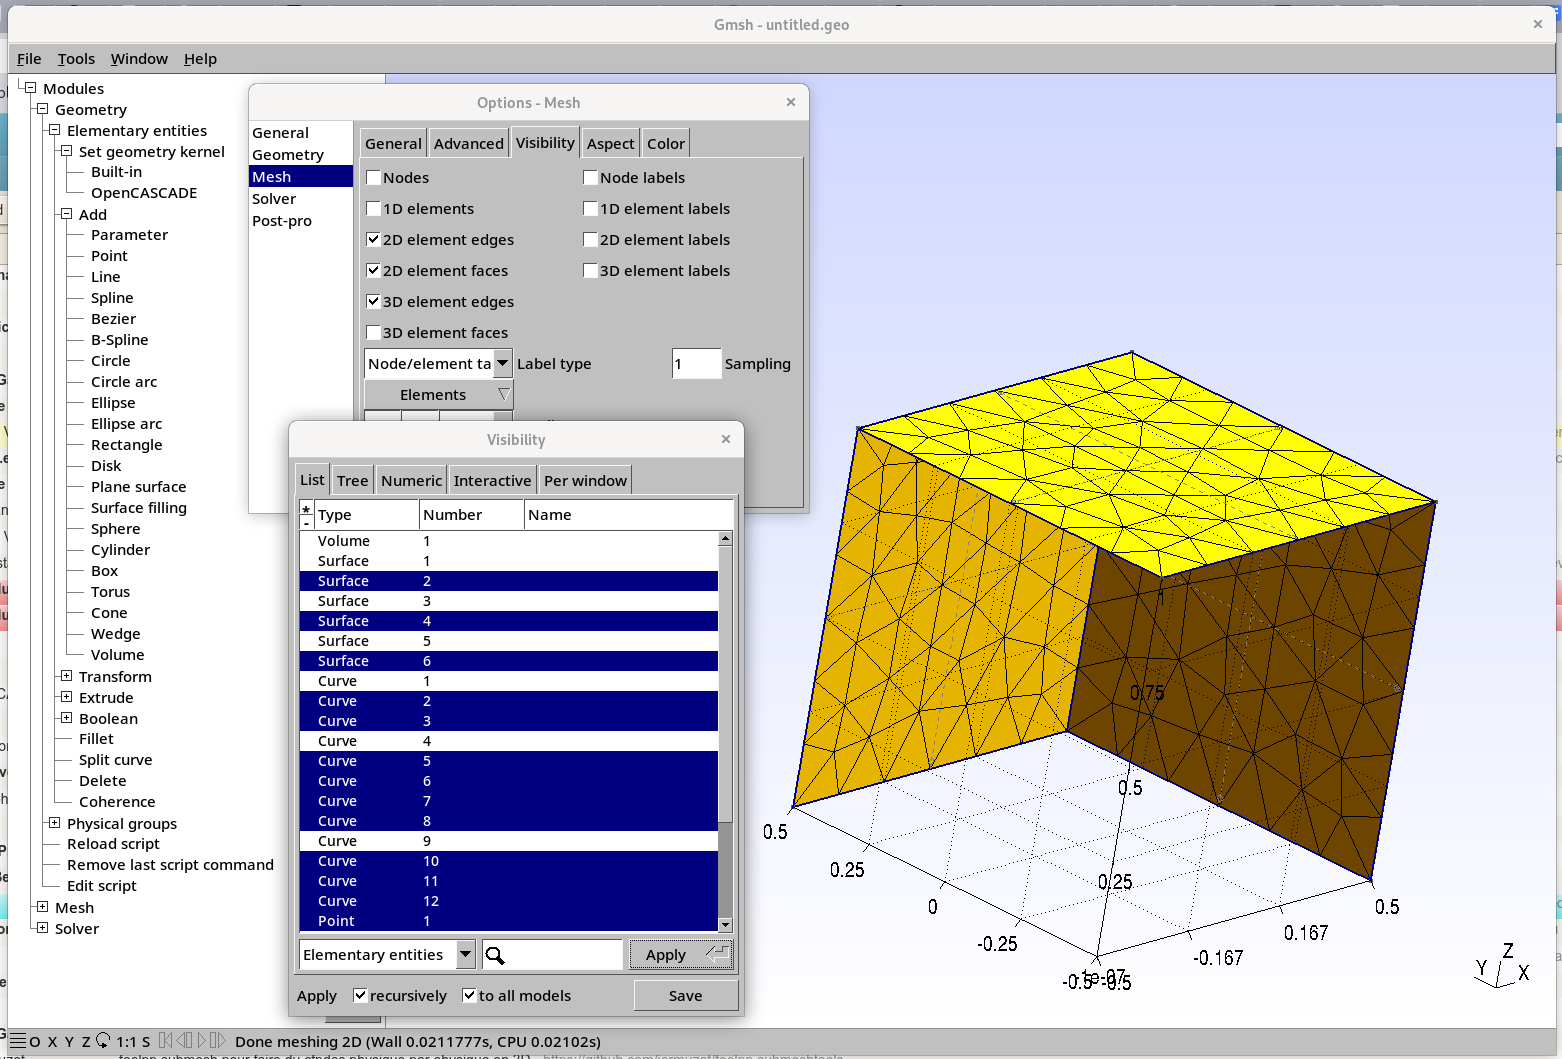 Gmsh - untitled.geo
File Tools Window Help
Modules
Geometry
Elementary entities
Set geometry kernel
Built-in
OpenCASCADE
Add
Parameter
Point
Line
Spline
Bezier
B-Spline
Circle
Circle arc
Ellipse
Ellipse arc
Rectangle
Disk
Plane surface
Surface filling
Sphere
Cylinder
Box
Torus
Cone
Wedge
Volume
Transform
Extrude
Boolean
Fillet
Split curve
Delete
Coherence
Physical groups
Reload script
Remove last script command
Edit script
Mesh
Solver
Options - Mesh
General
Geometry
Mesh
Solver
Post-pro
General Advanced Visibility Aspect Color
Nodes Node labels
1D elements 1D element labels
2D element edges 2D element labels
2D element faces 3D element labels
3D element edges
3D element faces
Node/element ta Label type 1 Sampling
Elements
Visibility
List Tree Numeric Interactive Per window
* - Type Number Name
Volume 1
Surface 1
Surface 2
Surface 3
Surface 4
Surface 5
Surface 6
Curve 1
Curve 2
Curve 3
Curve 4
Curve 5
Curve 6
Curve 7
Curve 8
Curve 9
Curve 10
Curve 11
Curve 12
Point 1
Elementary entities Apply
Apply recursively to all models Save
1
0.75
0.5
0.25
-1e-07
0.5
0.25
0
-0.25
-0.5
-0.5
-0.167
0.167
0.5
Z
Y X
O X Y Z 1:1 S Done meshing 2D (Wall 0.0211777s, CPU 0.02102s)